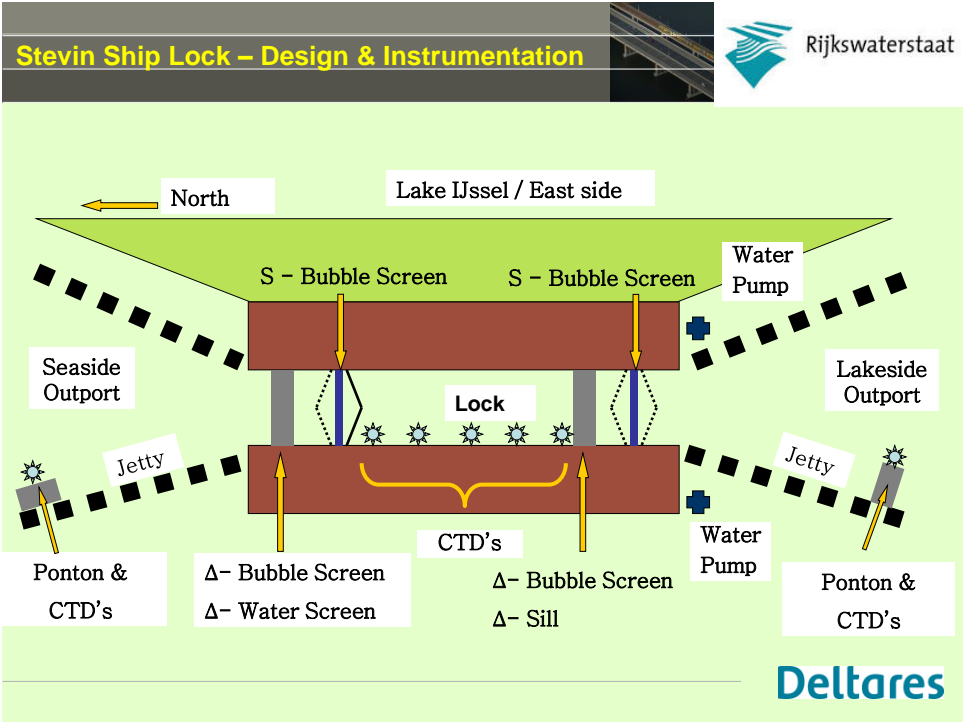 Stevin Ship Lock – Design & Instrumentation
Rijkswaterstaat
North
Lake IJssel / East side
Water
Pump
S - Bubble Screen
S - Bubble Screen
Seaside
Outport
Lakeside
Outport
Lock
Jetty
Jetty
CTD's
Water
Pump
Ponton &
CTD's
Δ- Bubble Screen
Δ- Water Screen
Δ- Bubble Screen
Δ- Sill
Ponton &
CTD's
Deltares